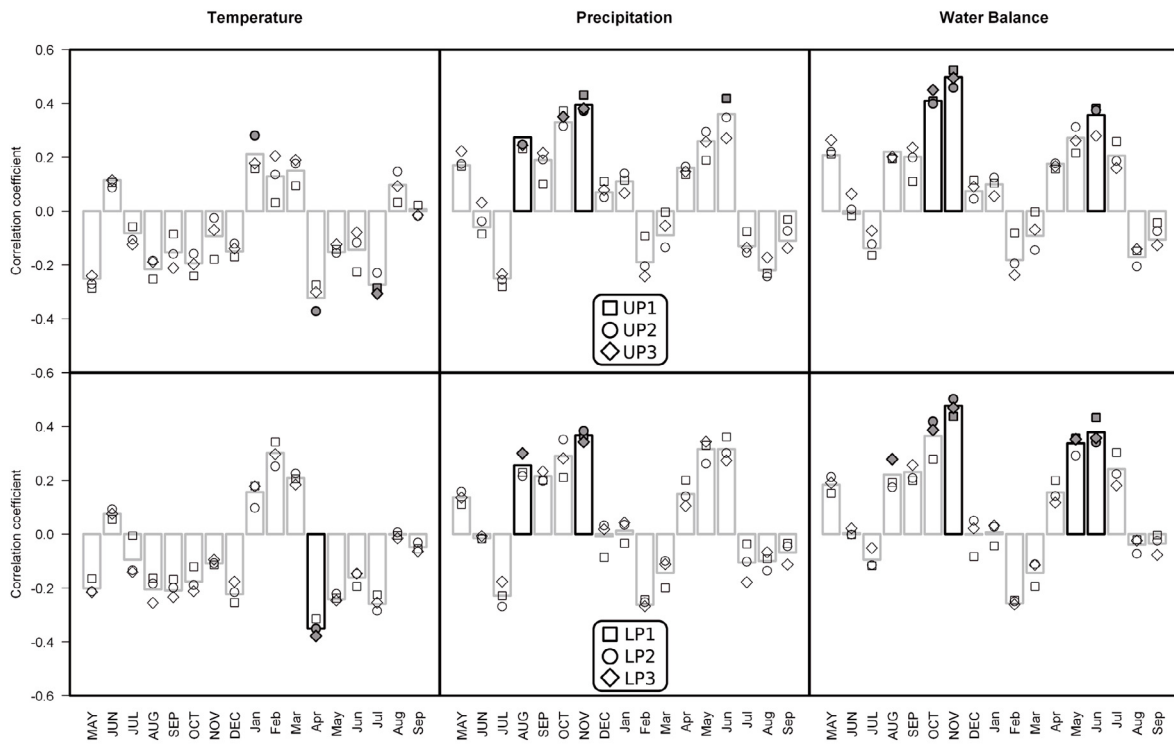 Temperature
Precipitation
Water Balance
Correlation coefficient
0.6
0.4
0.2
0.0
-0.2
-0.4
-0.6
UP1
UP2
UP3
Correlation coefficient
0.4
0.2
0.0
-0.2
-0.4
-0.6
LP1
LP2
LP3
MAY JUN JUL AUG SEP OCT NOV DEC Jan Feb Mar Apr May Jun Jul Aug Sep
MAY JUN JUL AUG SEP OCT NOV DEC Jan Feb Mar Apr May Jun Jul Aug Sep
MAY JUN JUL AUG SEP OCT NOV DEC Jan Feb Mar Apr May Jun Jul Aug Sep